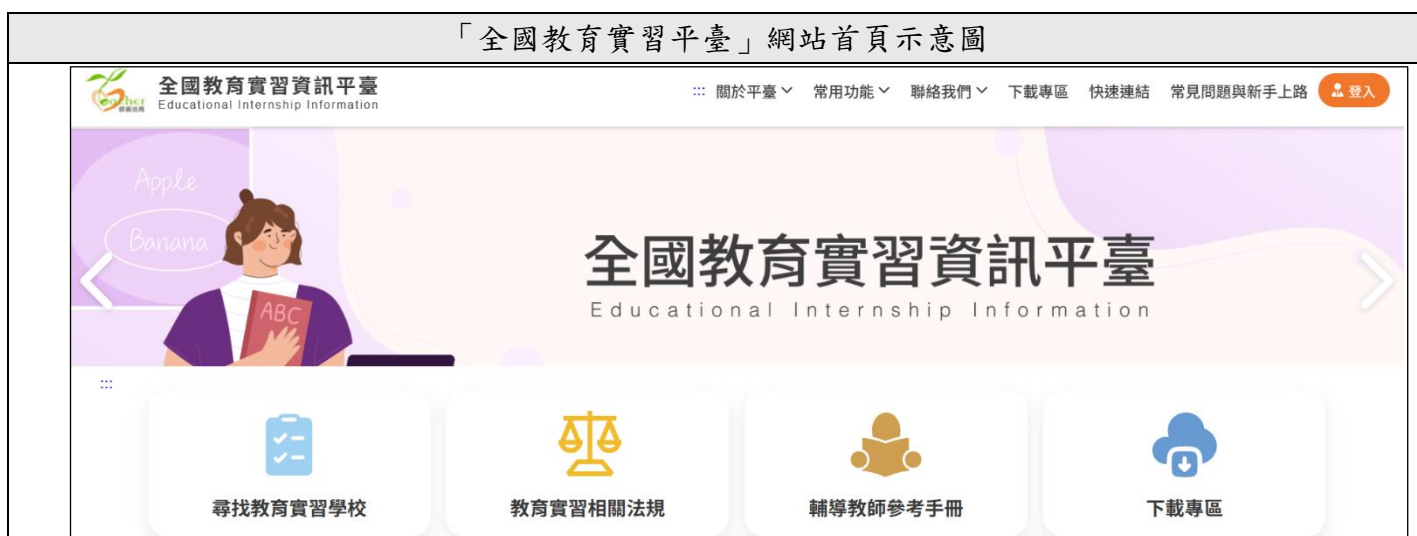 「全國教育實習平臺」網站首頁示意圖
全國教育實習資訊平臺
Educational Internship Information
::: 關於平臺 常用功能 聯絡我們 下載專區 快速連結 常見問題與新手上路 登入
Apple
Banana
ABC
全國教育實習資訊平臺
Educational Internship Information
:::
尋找教育實習學校 教育實習相關法規 輔導教師參考手冊 下載專區